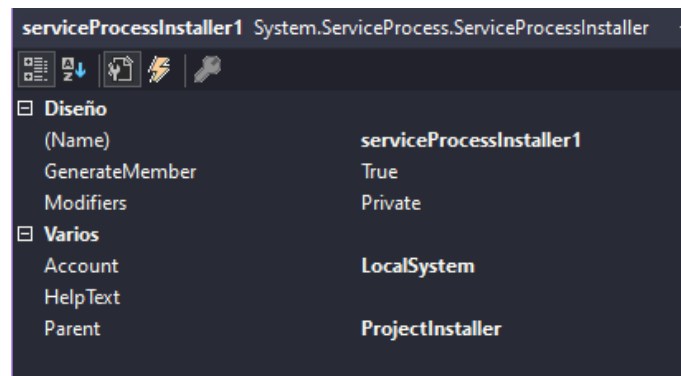 serviceProcessInstaller1 System.ServiceProcess.ServiceProcessInstaller
Diseño
(Name) serviceProcessInstaller1
GenerateMember True
Modifiers Private
Varios
Account LocalSystem
HelpText
Parent ProjectInstaller